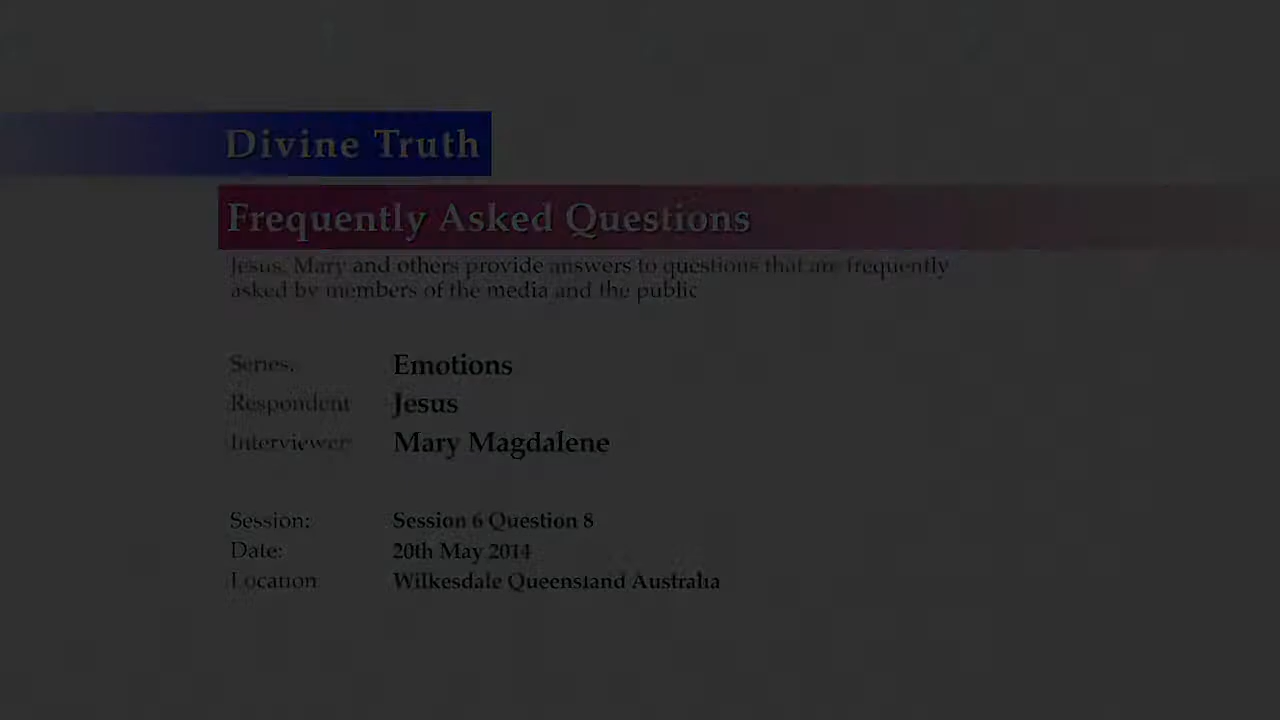 Divine Truth
Frequently Asked Questions
Jesus, Mary and others provide answers to questions that are frequently
asked by members of the media and the public
Series: Emotions
Respondent Jesus
Interviewer Mary Magdalene
Session: Session 6 Question 8
Date: 20th May 2014
Location Wilkesdale Queensland Australia